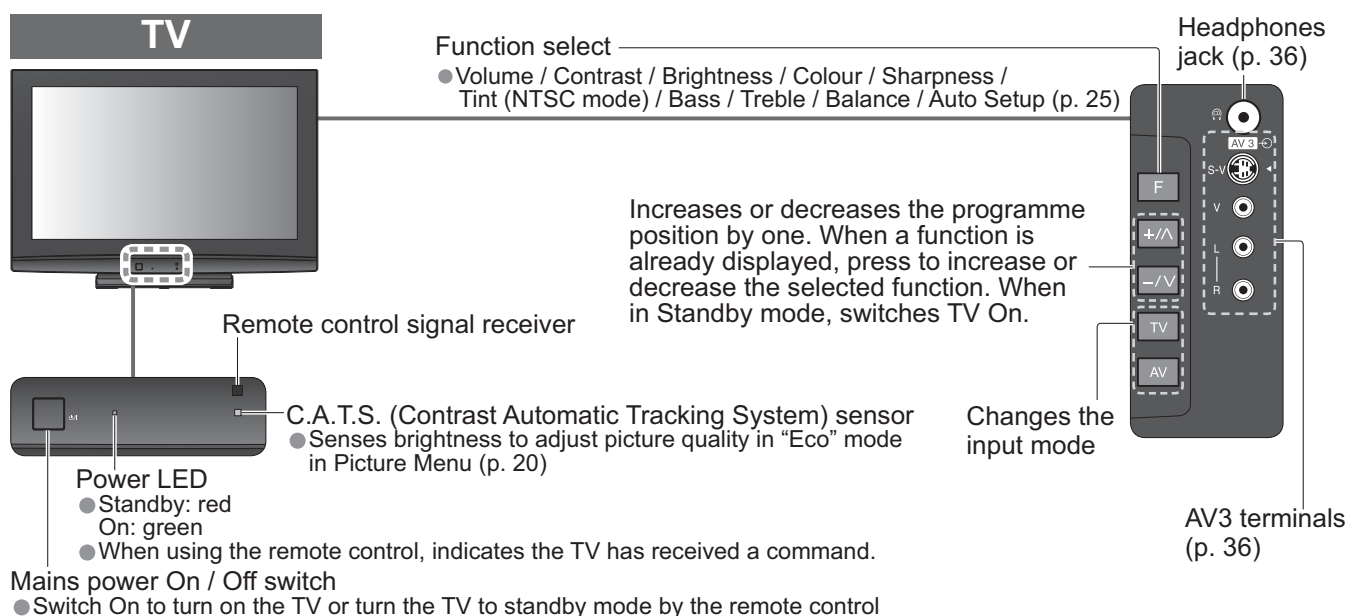 TV
Function select
●Volume / Contrast / Brightness / Colour / Sharpness /
Tint (NTSC mode) / Bass / Treble / Balance / Auto Setup (p. 25)
Headphones
jack (p. 36)
AV 3
S-V
F
V
+/∧
L
−/∨
R
TV
AV
Increases or decreases the programme
position by one. When a function is
already displayed, press to increase or
decrease the selected function. When
in Standby mode, switches TV On.
Changes the
input mode
AV3 terminals
(p. 36)
Remote control signal receiver
C.A.T.S. (Contrast Automatic Tracking System) sensor
●Senses brightness to adjust picture quality in “Eco” mode
in Picture Menu (p. 20)
Power LED
●Standby: red
On: green
●When using the remote control, indicates the TV has received a command.
Mains power On / Off switch
●Switch On to turn on the TV or turn the TV to standby mode by the remote control